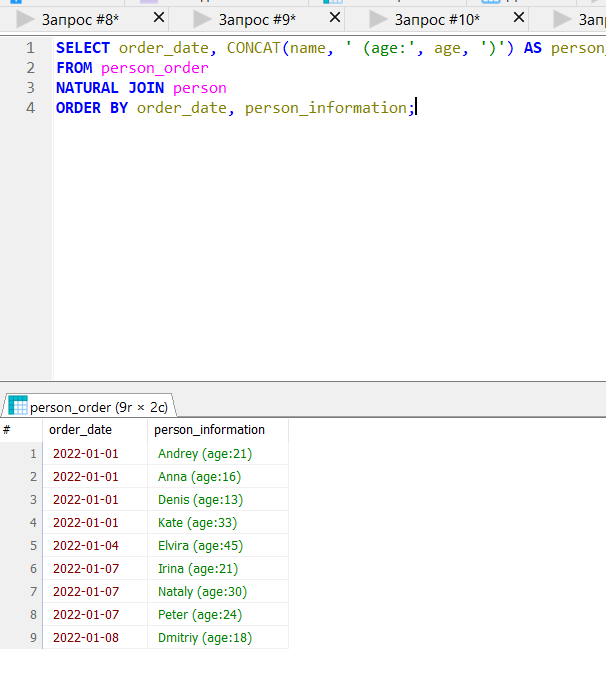 Запрос #8* Запрос #9* Запрос #10*
1 SELECT order_date, CONCAT(name, ' (age:', age, ')') AS person_
2 FROM person_order
3 NATURAL JOIN person
4 ORDER BY order_date, person_information;
person_order (9r × 2c)
# order_date person_information
1 2022-01-01 Andrey (age:21)
2 2022-01-01 Anna (age:16)
3 2022-01-01 Denis (age:13)
4 2022-01-01 Kate (age:33)
5 2022-01-04 Elvira (age:45)
6 2022-01-07 Irina (age:21)
7 2022-01-07 Nataly (age:30)
8 2022-01-07 Peter (age:24)
9 2022-01-08 Dmitriy (age:18)